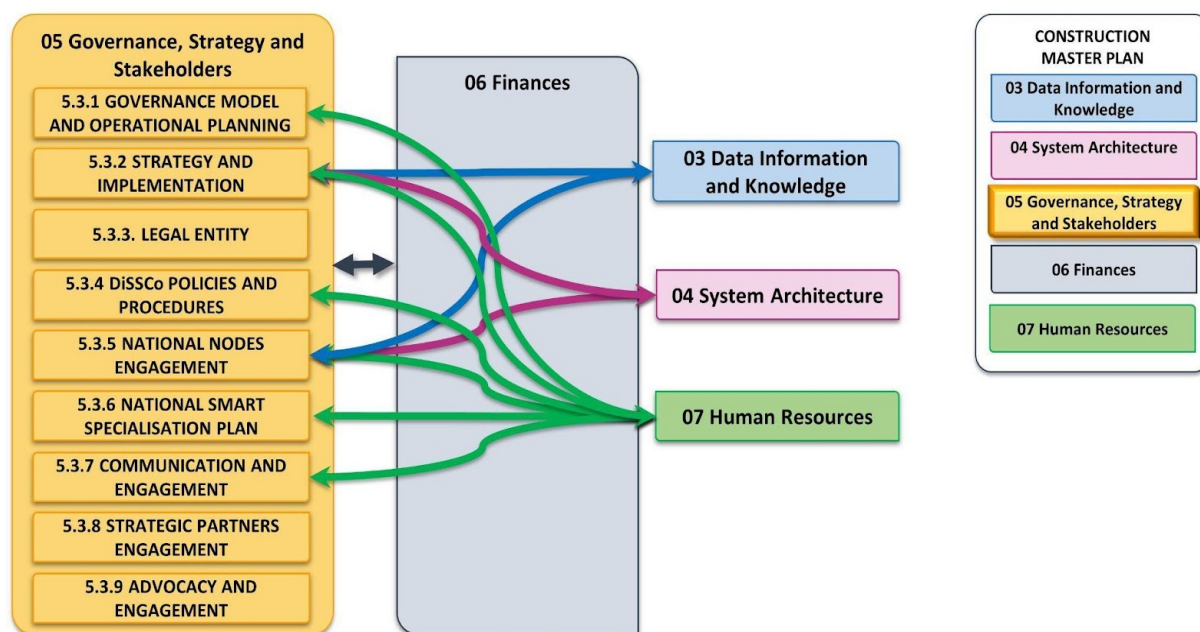 05 Governance, Strategy and
Stakeholders
5.3.1 GOVERNANCE MODEL
AND OPERATIONAL PLANNING
5.3.2 STRATEGY AND
IMPLEMENTATION
5.3.3. LEGAL ENTITY
5.3.4 DiSSCo POLICIES AND
PROCEDURES
5.3.5 NATIONAL NODES
ENGAGEMENT
5.3.6 NATIONAL SMART
SPECIALISATION PLAN
5.3.7 COMMUNICATION AND
ENGAGEMENT
5.3.8 STRATEGIC PARTNERS
ENGAGEMENT
5.3.9 ADVOCACY AND
ENGAGEMENT
06 Finances
03 Data Information
and Knowledge
04 System Architecture
07 Human Resources
CONSTRUCTION
MASTER PLAN
03 Data Information and
Knowledge
04 System Architecture
05 Governance, Strategy
and Stakeholders
06 Finances
07 Human Resources